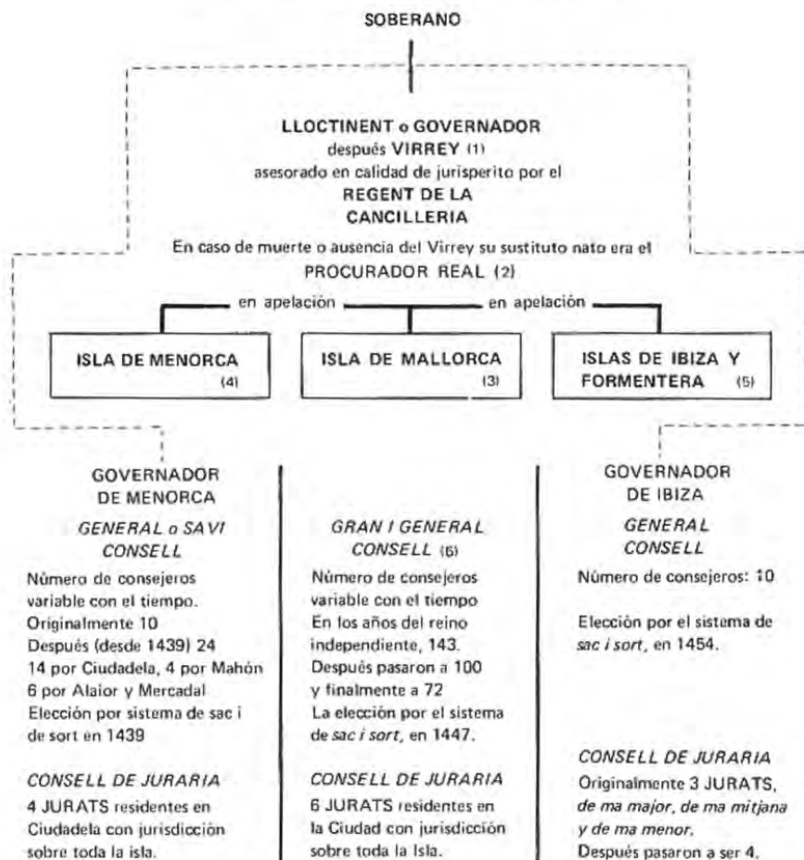 SOBERANO
LLOCTINENT o GOVERNADOR
después VIRREY (1)
asesorado en calidad de jurisperito por el
REGENT DE LA
CANCILLERIA
En caso de muerte o ausencia del Virrey su sustituto nato era el
PROCURADOR REAL (2)
en apelación en apelación
ISLA DE MENORCA
(4)
ISLA DE MALLORCA
(3)
ISLAS DE IBIZA Y
FORMENTERA (5)
GOVERNADOR
DE MENORCA
GENERAL o SAVI
CONSELL
Número de consejeros
variable con el tiempo.
Originalmente 10
Después (desde 1439) 24
14 por Ciudadela, 4 por Mahón
6 por Alaior y Mercadal
Elección por sistema de sac i
de sort en 1439
CONSELL DE JURARIA
4 JURATS residentes en
Ciudadela con jurisdicción
sobre toda la isla.
GRAN I GENERAL
CONSELL (6)
Número de consejeros
variable con el tiempo
En los años del reino
independiente, 143.
Después pasaron a 100
y finalmente a 72
La elección por el sistema
de sac i sort, en 1447.
CONSELL DE JURARIA
6 JURATS residentes en
la Ciudad con jurisdicción
sobre toda la Isla.
GOVERNADOR
DE IBIZA
GENERAL
CONSELL
Número de consejeros: 10
Elección por el sistema de
sac i sort, en 1454.
CONSELL DE JURARIA
Originalmente 3 JURATS,
de ma major, de ma mitjana
y de ma menor.
Después pasaron a ser 4.